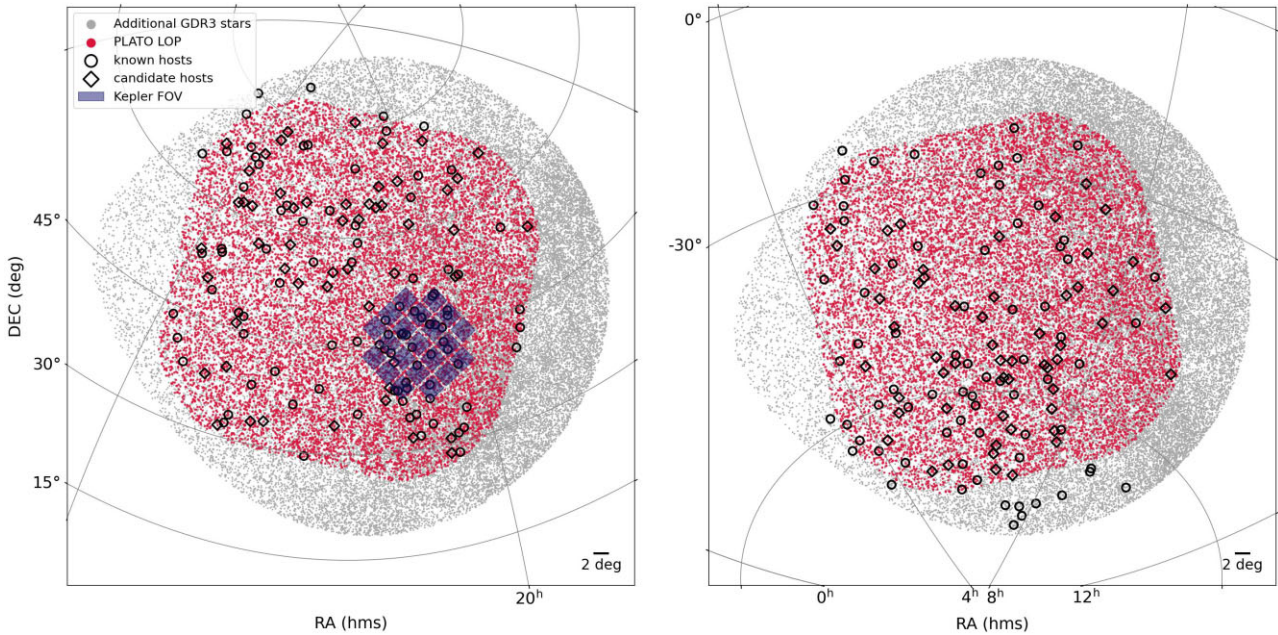 Additional GDR3 stars
PLATO LOP
known hosts
candidate hosts
Kepler FOV
45°
30°
15°
DEC (deg)
2 deg
20ʰ
RA (hms)
0°
-30°
2 deg
0ʰ
4ʰ 8ʰ
12ʰ
RA (hms)